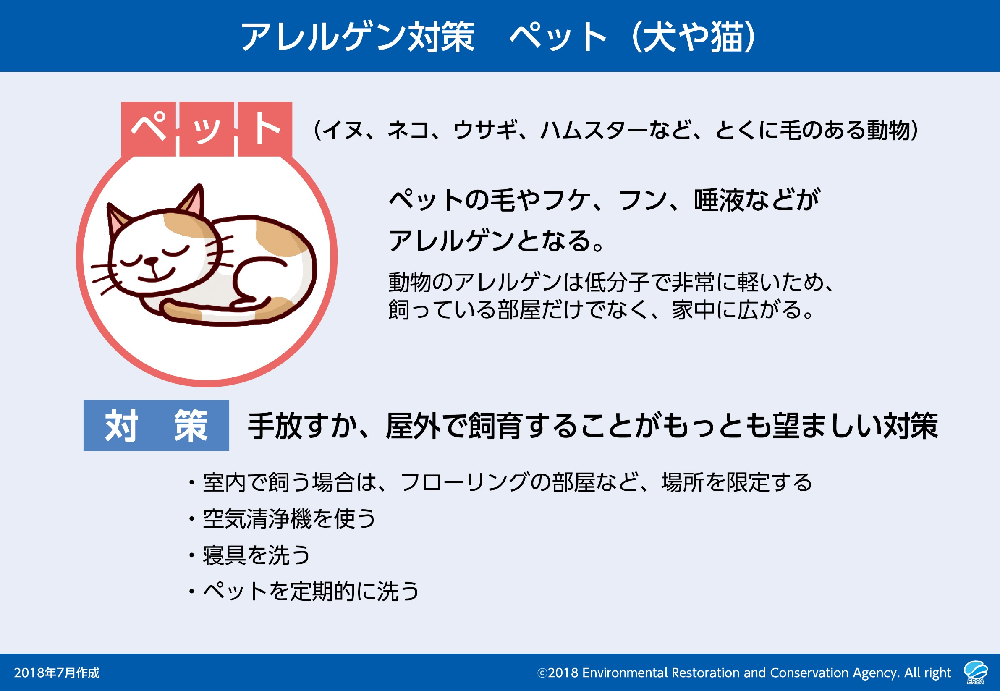 アレルゲン対策　ペット（犬や猫）
ペット
（イヌ、ネコ、ウサギ、ハムスターなど、とくに毛のある動物）
ペットの毛やフケ、フン、唾液などが
アレルゲンとなる。
動物のアレルゲンは低分子で非常に軽いため、
飼っている部屋だけでなく、家中に広がる。
対　策
手放すか、屋外で飼育することがもっとも望ましい対策
・室内で飼う場合は、フローリングの部屋など、場所を限定する
・空気清浄機を使う
・寝具を洗う
・ペットを定期的に洗う
2018年7月作成
©2018 Environmental Restoration and Conservation Agency. All right
ERCA